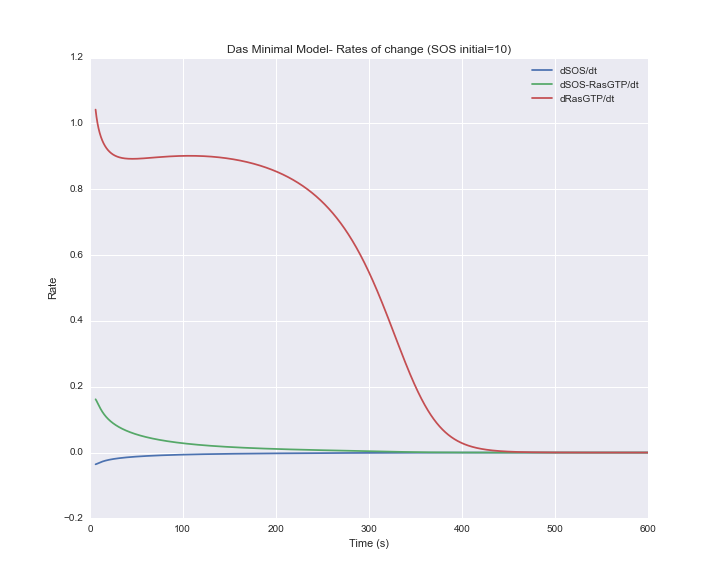 Das Minimal Model- Rates of change (SOS initial=10)
dSOS/dt
dSOS-RasGTP/dt
dRasGTP/dt
1.2
1.0
0.8
0.6
0.4
0.2
0.0
−0.2
Rate
0 100 200 300 400 500 600
Time (s)